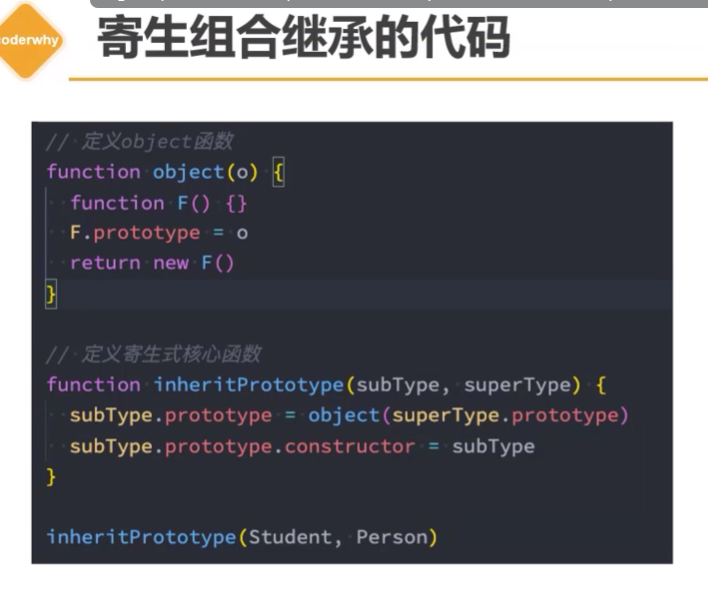 oderwhy
寄生组合继承的代码
// 定义object函数
function object(o) {
  function F() {}
  F.prototype = o
  return new F()
}
// 定义寄生式核心函数
function inheritPrototype(subType, superType) {
  subType.prototype = object(superType.prototype)
  subType.prototype.constructor = subType
}
inheritPrototype(Student, Person)